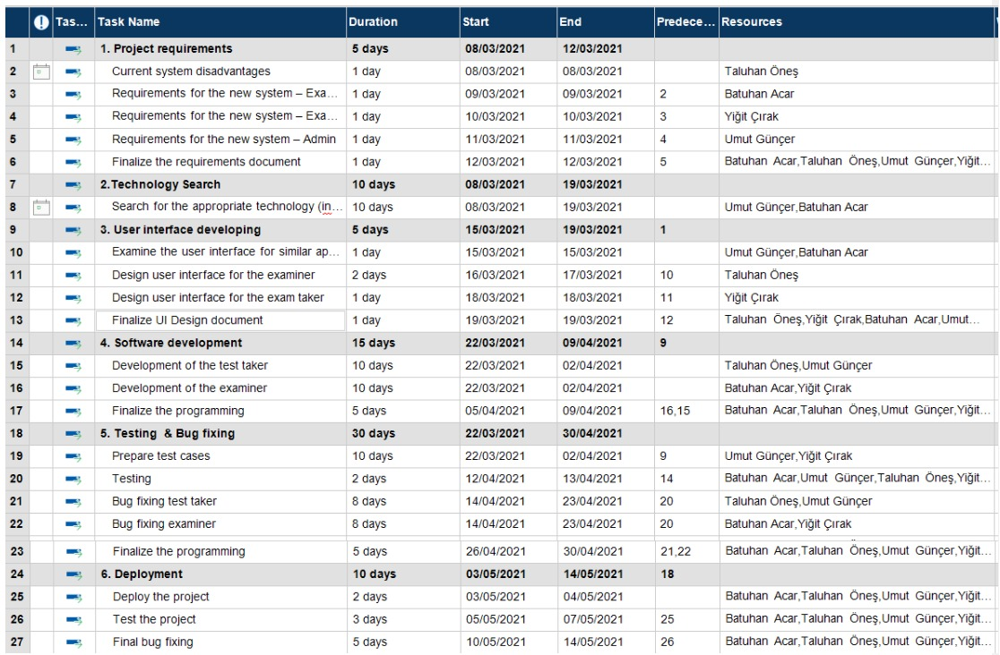 Tas... Task Name Duration Start End Predece... Resources
1 1. Project requirements 5 days 08/03/2021 12/03/2021
2 Current system disadvantages 1 day 08/03/2021 08/03/2021 Taluhan Öneş
3 Requirements for the new system – Exa... 1 day 09/03/2021 09/03/2021 2 Batuhan Acar
4 Requirements for the new system – Exa... 1 day 10/03/2021 10/03/2021 3 Yiğit Çırak
5 Requirements for the new system – Admin 1 day 11/03/2021 11/03/2021 4 Umut Günçer
6 Finalize the requirements document 1 day 12/03/2021 12/03/2021 5 Batuhan Acar,Taluhan Öneş,Umut Günçer,Yiğit...
7 2.Technology Search 10 days 08/03/2021 19/03/2021
8 Search for the appropriate technology (in... 10 days 08/03/2021 19/03/2021 Umut Günçer,Batuhan Acar
9 3. User interface developing 5 days 15/03/2021 19/03/2021 1
10 Examine the user interface for similar ap... 1 day 15/03/2021 15/03/2021 Umut Günçer,Batuhan Acar
11 Design user interface for the examiner 2 days 16/03/2021 17/03/2021 10 Taluhan Öneş
12 Design user interface for the exam taker 1 day 18/03/2021 18/03/2021 11 Yiğit Çırak
13 Finalize UI Design document 1 day 19/03/2021 19/03/2021 12 Taluhan Öneş,Yiğit Çırak,Batuhan Acar,Umut...
14 4. Software development 15 days 22/03/2021 09/04/2021 9
15 Development of the test taker 10 days 22/03/2021 02/04/2021 Taluhan Öneş,Umut Günçer
16 Development of the examiner 10 days 22/03/2021 02/04/2021 Batuhan Acar,Yiğit Çırak
17 Finalize the programming 5 days 05/04/2021 09/04/2021 16,15 Batuhan Acar,Taluhan Öneş,Umut Günçer,Yiğit...
18 5. Testing & Bug fixing 30 days 22/03/2021 30/04/2021
19 Prepare test cases 10 days 22/03/2021 02/04/2021 9 Umut Günçer,Yiğit Çırak
20 Testing 2 days 12/04/2021 13/04/2021 14 Batuhan Acar,Umut Günçer,Taluhan Öneş,Yiğit...
21 Bug fixing test taker 8 days 14/04/2021 23/04/2021 20 Taluhan Öneş,Umut Günçer
22 Bug fixing examiner 8 days 14/04/2021 23/04/2021 20 Batuhan Acar,Yiğit Çırak
23 Finalize the programming 5 days 26/04/2021 30/04/2021 21,22 Batuhan Acar,Taluhan Öneş,Umut Günçer,Yiğit...
24 6. Deployment 10 days 03/05/2021 14/05/2021 18
25 Deploy the project 2 days 03/05/2021 04/05/2021 Batuhan Acar,Taluhan Öneş,Umut Günçer,Yiğit...
26 Test the project 3 days 05/05/2021 07/05/2021 25 Batuhan Acar,Taluhan Öneş,Umut Günçer,Yiğit...
27 Final bug fixing 5 days 10/05/2021 14/05/2021 26 Batuhan Acar,Taluhan Öneş,Umut Günçer,Yiğit...